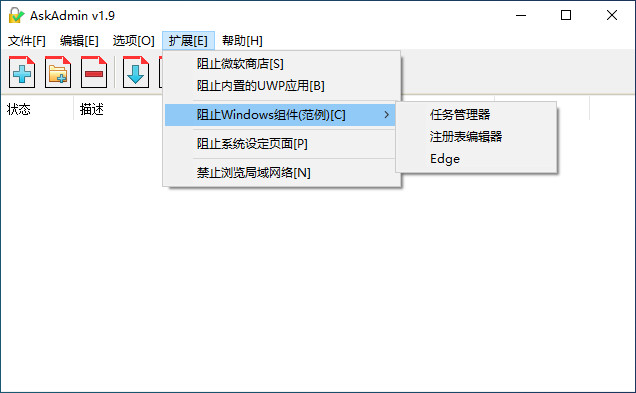 AskAdmin v1.9
文件[F] 编辑[E] 选项[O] 扩展[E] 帮助[H]
阻止微软商店[S]
阻止内置的UWP应用[B]
状态 描述
阻止Windows组件(范例)[C]
任务管理器
注册表编辑器
阻止系统设定页面[P]
Edge
禁止浏览局域网络[N]